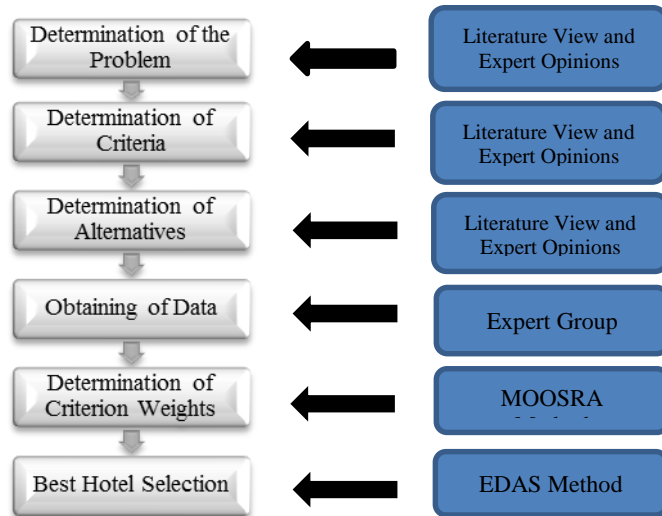 Determination of the
Problem
Literature View and
Expert Opinions
Determination of
Criteria
Literature View and
Expert Opinions
Determination of
Alternatives
Literature View and
Expert Opinions
Obtaining of Data
Expert Group
Determination of
Criterion Weights
MOOSRA
Best Hotel Selection
EDAS Method